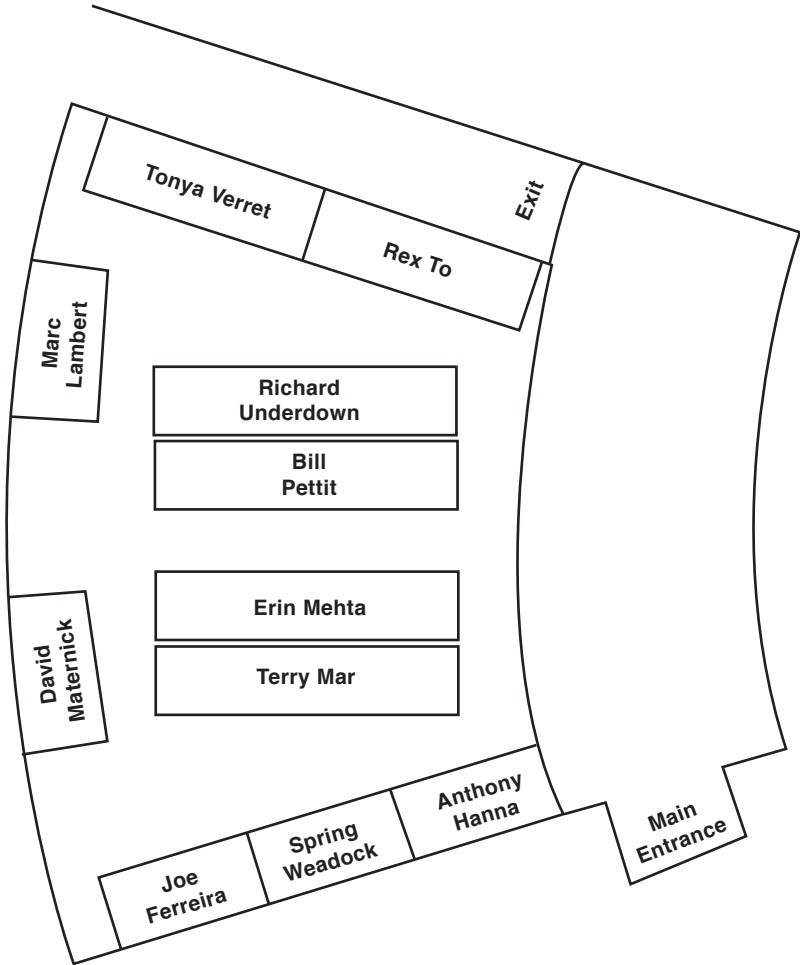 Tonya Verret
Exit
Rex To
Marc
Lambert
Richard
Underdown
Bill
Pettit
Erin Mehta
David
Maternick
Terry Mar
Anthony
Hanna
Spring
Weadock
Joe
Ferreira
Main
Entrance